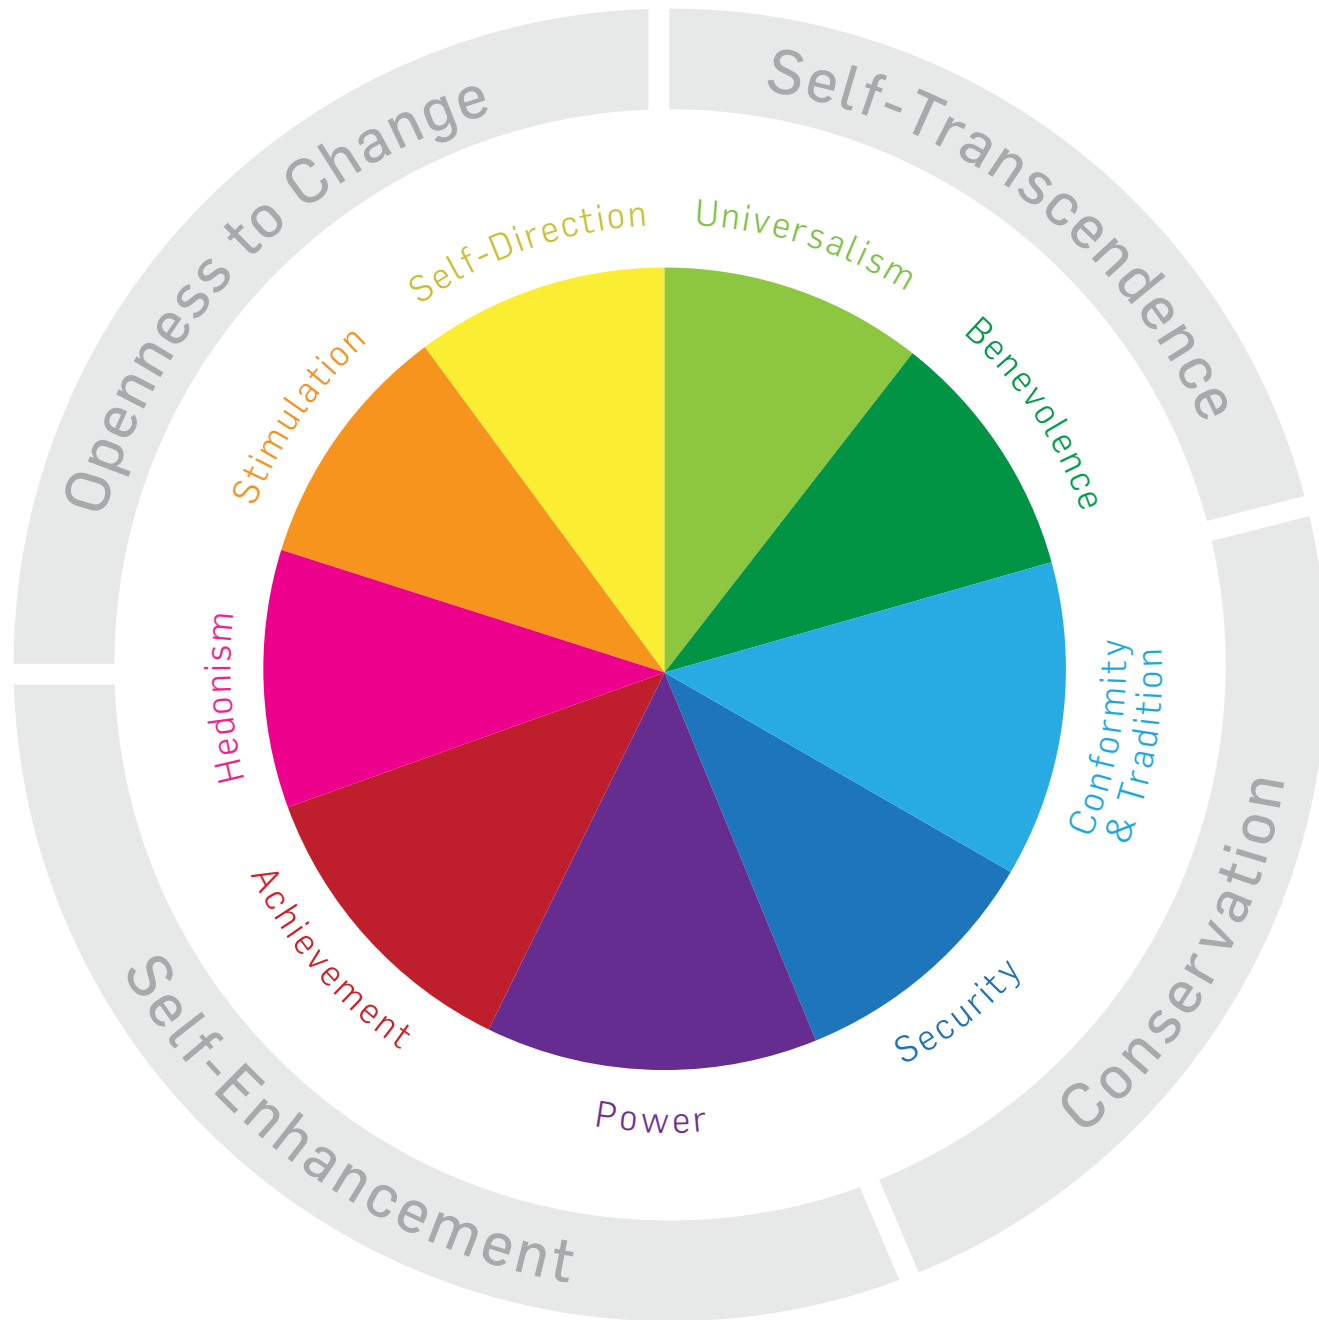 Openness to Change
Self-Transcendence
Self-Direction
Universalism
Stimulation
Benevolence
Hedonism
Conformity
& Tradition
Achievement
Security
Power
Self-Enhancement
Conservation